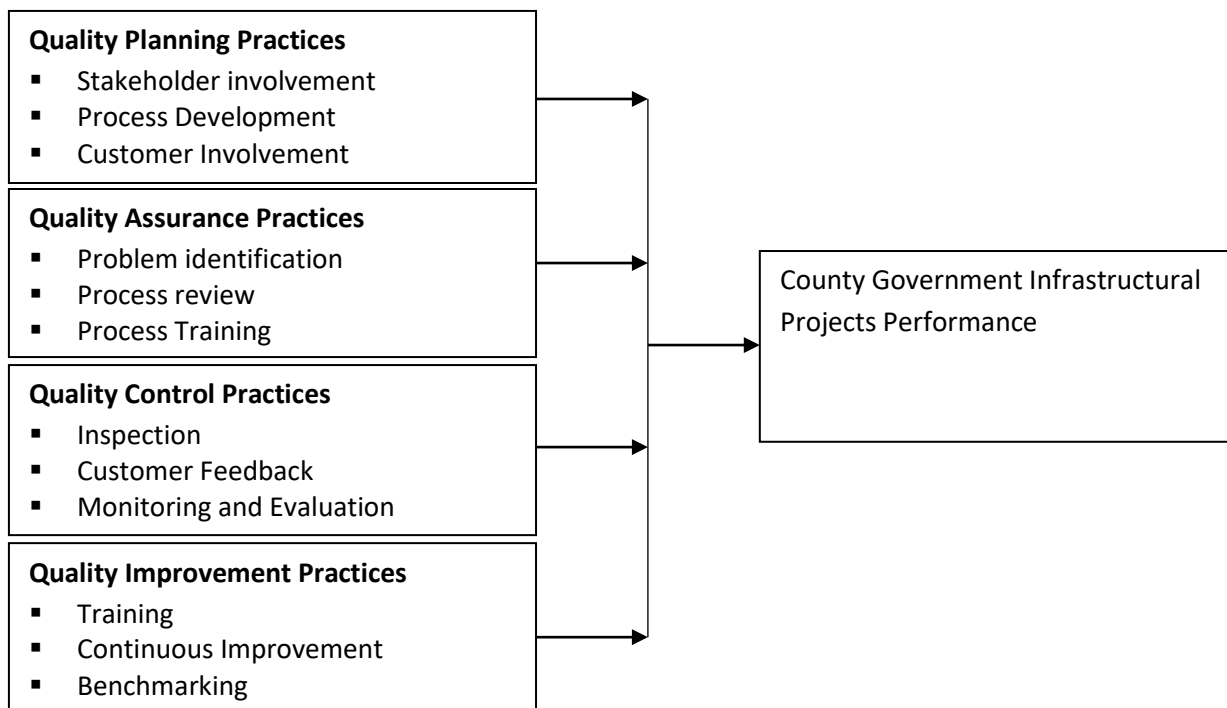 Quality Planning Practices
▪ Stakeholder involvement
▪ Process Development
▪ Customer Involvement
Quality Assurance Practices
▪ Problem identification
▪ Process review
▪ Process Training
Quality Control Practices
▪ Inspection
▪ Customer Feedback
▪ Monitoring and Evaluation
Quality Improvement Practices
▪ Training
▪ Continuous Improvement
▪ Benchmarking
County Government Infrastructural
Projects Performance